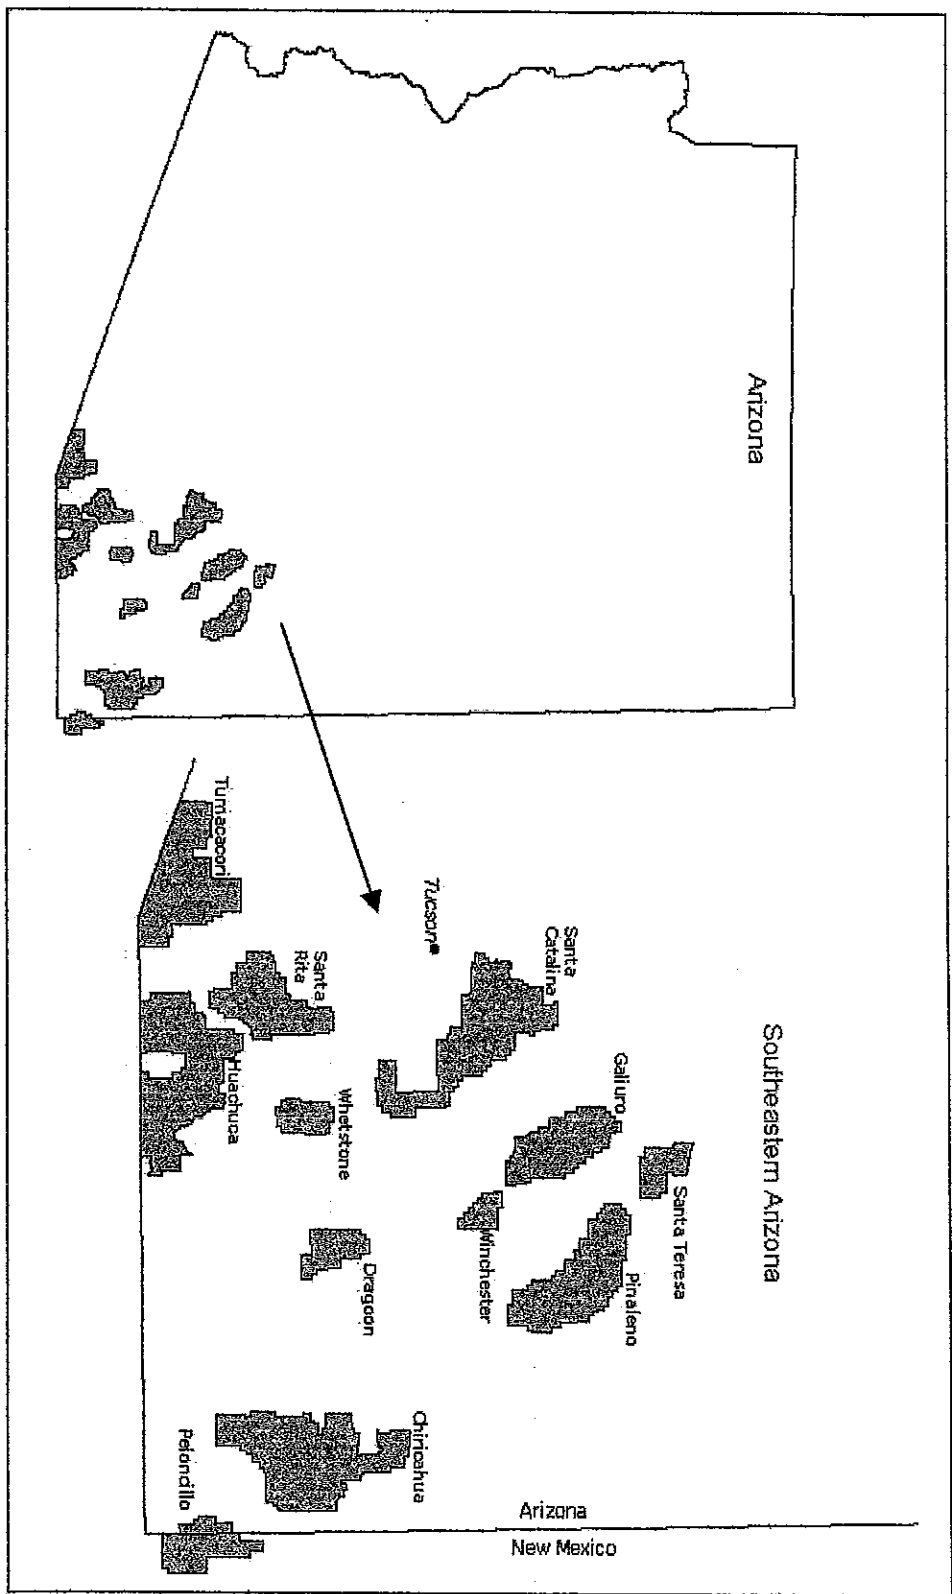 Arizona
Southeastern Arizona
Tumacacori
Tucson
Santa
Catalina
Santa
Rita
Huachuca
Whetstone
Galiuro
Santa Teresa
Winchester
Pinaleno
Dragoon
Chiricahua
Peloncillo
Arizona
New Mexico